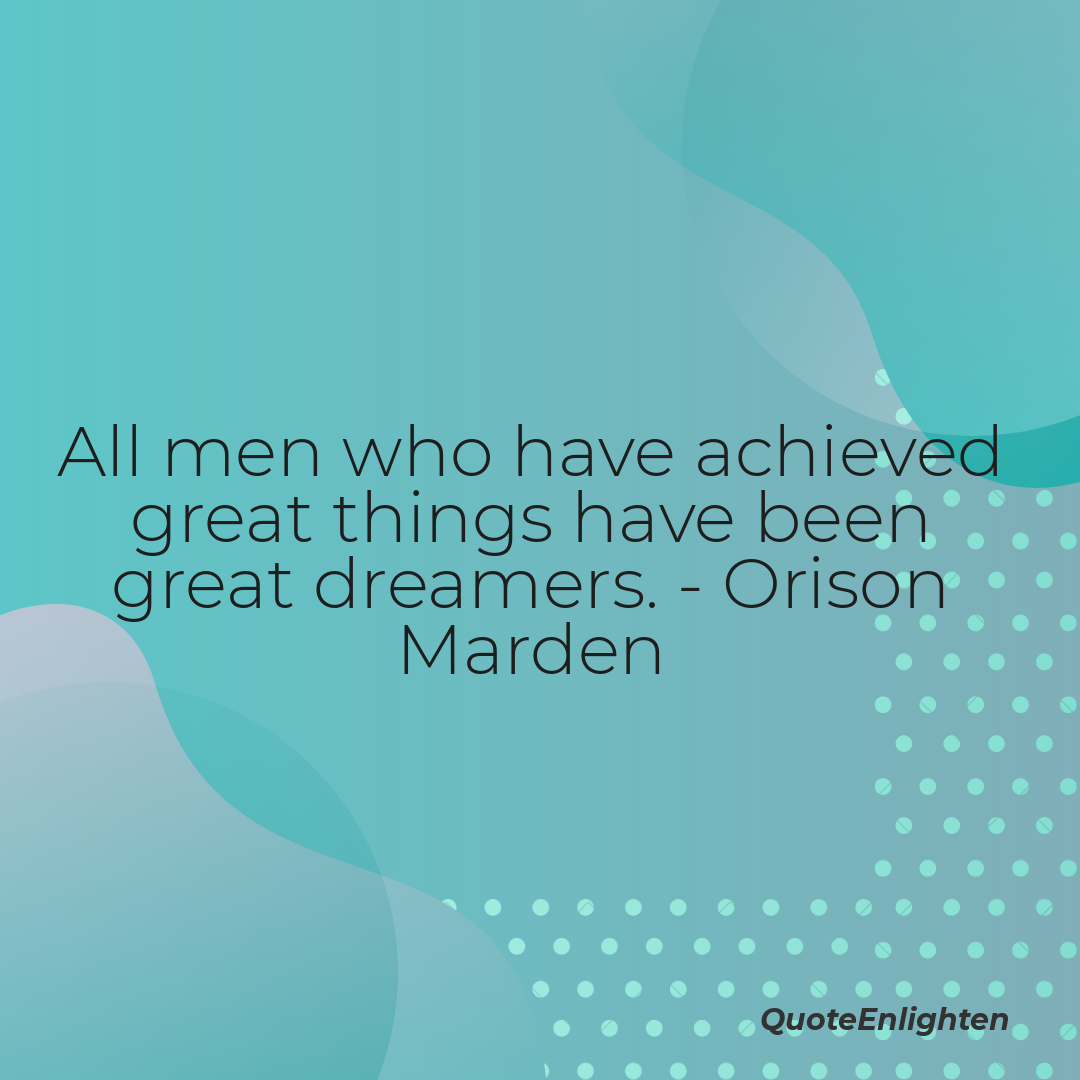 All men who have achieved
great things have been
great dreamers. - Orison
Marden
QuoteEnlighten